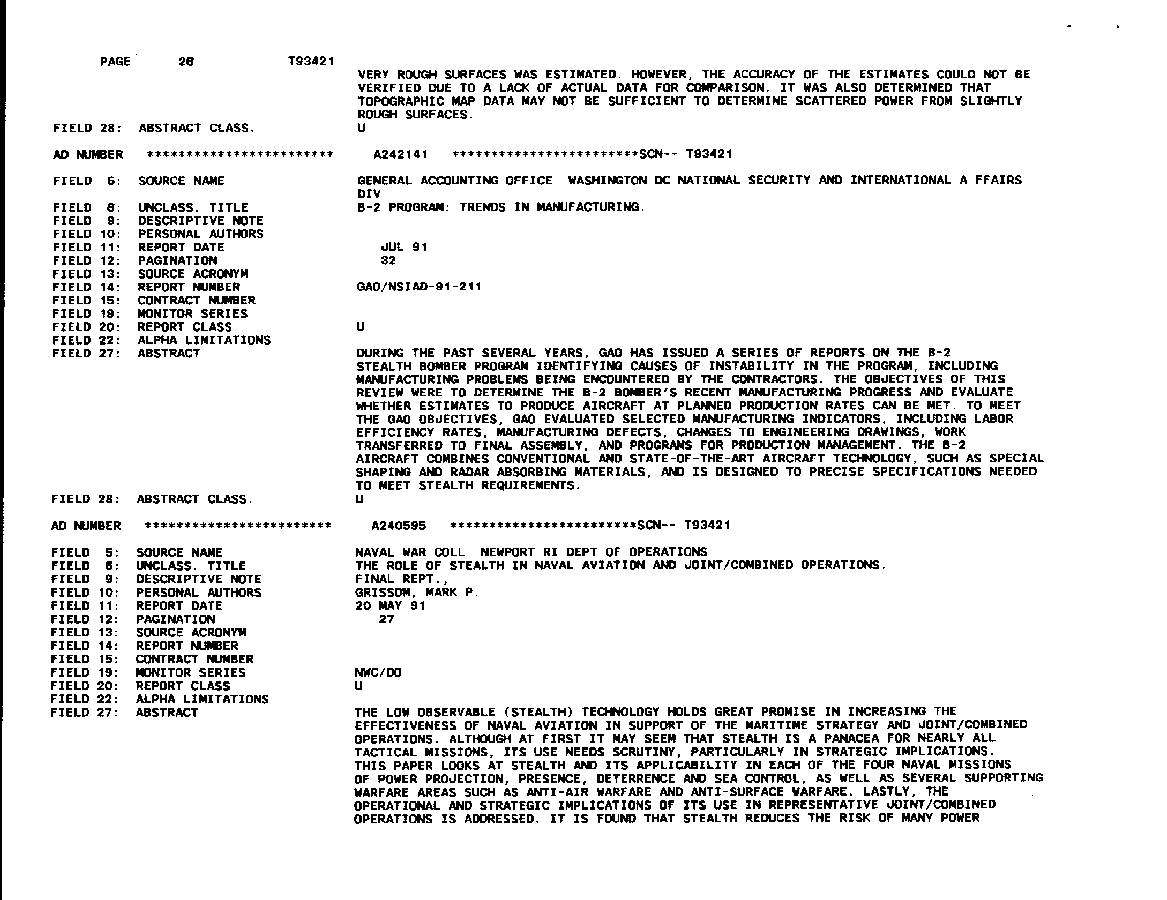 PAGE 26 T93421
VERY ROUGH SURFACES WAS ESTIMATED. HOWEVER, THE ACCURACY OF THE ESTIMATES COULD NOT BE
VERIFIED DUE TO A LACK OF ACTUAL DATA FOR COMPARISON. IT WAS ALSO DETERMINED THAT
TOPOGRAPHIC MAP DATA MAY NOT BE SUFFICIENT TO DETERMINE SCATTERED POWER FROM SLIGHTLY
ROUGH SURFACES.
FIELD 28: ABSTRACT CLASS. U
AD NUMBER ************************ A242141 ************************SCN-- T93421
FIELD 5: SOURCE NAME GENERAL ACCOUNTING OFFICE WASHINGTON DC NATIONAL SECURITY AND INTERNATIONAL A FFAIRS
DIV
FIELD 6: UNCLASS. TITLE B-2 PROGRAM: TRENDS IN MANUFACTURING.
FIELD 9: DESCRIPTIVE NOTE
FIELD 10: PERSONAL AUTHORS
FIELD 11: REPORT DATE JUL 91
FIELD 12: PAGINATION 32
FIELD 13: SOURCE ACRONYM
FIELD 14: REPORT NUMBER GAO/NSIAD-91-211
FIELD 15: CONTRACT NUMBER
FIELD 19: MONITOR SERIES
FIELD 20: REPORT CLASS U
FIELD 22: ALPHA LIMITATIONS
FIELD 27: ABSTRACT DURING THE PAST SEVERAL YEARS, GAO HAS ISSUED A SERIES OF REPORTS ON THE B-2
STEALTH BOMBER PROGRAM IDENTIFYING CAUSES OF INSTABILITY IN THE PROGRAM, INCLUDING
MANUFACTURING PROBLEMS BEING ENCOUNTERED BY THE CONTRACTORS. THE OBJECTIVES OF THIS
REVIEW WERE TO DETERMINE THE B-2 BOMBER'S RECENT MANUFACTURING PROGRESS AND EVALUATE
WHETHER ESTIMATES TO PRODUCE AIRCRAFT AT PLANNED PRODUCTION RATES CAN BE MET. TO MEET
THE GAO OBJECTIVES, GAO EVALUATED SELECTED MANUFACTURING INDICATORS, INCLUDING LABOR
EFFICIENCY RATES, MANUFACTURING DEFECTS, CHANGES TO ENGINEERING DRAWINGS, WORK
TRANSFERRED TO FINAL ASSEMBLY, AND PROGRAMS FOR PRODUCTION MANAGEMENT. THE B-2
AIRCRAFT COMBINES CONVENTIONAL AND STATE-OF-THE-ART AIRCRAFT TECHNOLOGY, SUCH AS SPECIAL
SHAPING AND RADAR ABSORBING MATERIALS, AND IS DESIGNED TO PRECISE SPECIFICATIONS NEEDED
TO MEET STEALTH REQUIREMENTS.
FIELD 28: ABSTRACT CLASS. U
AD NUMBER ************************ A240595 ************************SCN-- T93421
FIELD 5: SOURCE NAME NAVAL WAR COLL NEWPORT RI DEPT OF OPERATIONS
FIELD 6: UNCLASS. TITLE THE ROLE OF STEALTH IN NAVAL AVIATION AND JOINT/COMBINED OPERATIONS.
FIELD 9: DESCRIPTIVE NOTE FINAL REPT.,
FIELD 10: PERSONAL AUTHORS GRISSOM, MARK P.
FIELD 11: REPORT DATE 20 MAY 91
FIELD 12: PAGINATION 27
FIELD 13: SOURCE ACRONYM
FIELD 14: REPORT NUMBER
FIELD 15: CONTRACT NUMBER
FIELD 19: MONITOR SERIES NWC/DO
FIELD 20: REPORT CLASS U
FIELD 22: ALPHA LIMITATIONS
FIELD 27: ABSTRACT THE LOW OBSERVABLE (STEALTH) TECHNOLOGY HOLDS GREAT PROMISE IN INCREASING THE
EFFECTIVENESS OF NAVAL AVIATION IN SUPPORT OF THE MARITIME STRATEGY AND JOINT/COMBINED
OPERATIONS. ALTHOUGH AT FIRST IT MAY SEEM THAT STEALTH IS A PANACEA FOR NEARLY ALL
TACTICAL MISSIONS, ITS USE NEEDS SCRUTINY, PARTICULARLY IN STRATEGIC IMPLICATIONS.
THIS PAPER LOOKS AT STEALTH AND ITS APPLICABILITY IN EACH OF THE FOUR NAVAL MISSIONS
OF POWER PROJECTION, PRESENCE, DETERRENCE AND SEA CONTROL, AS WELL AS SEVERAL SUPPORTING
WARFARE AREAS SUCH AS ANTI-AIR WARFARE AND ANTI-SURFACE WARFARE. LASTLY, THE
OPERATIONAL AND STRATEGIC IMPLICATIONS OF ITS USE IN REPRESENTATIVE JOINT/COMBINED
OPERATIONS IS ADDRESSED. IT IS FOUND THAT STEALTH REDUCES THE RISK OF MANY POWER